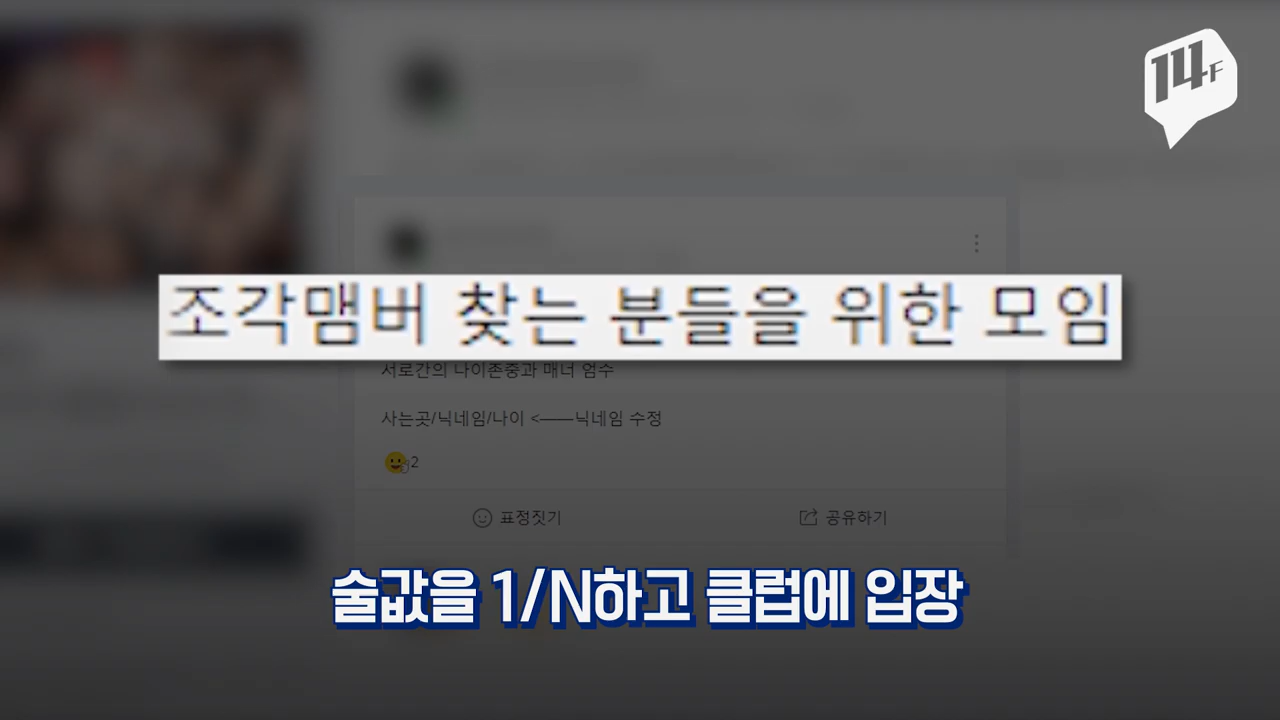 14F
조각맴버 찾는 분들을 위한 모임
서로간의 나이존중과 매너 엄수
사는곳/닉네임/나이 <——닉네임 수정
2
표정짓기
공유하기
술값을 1/N하고 클럽에 입장